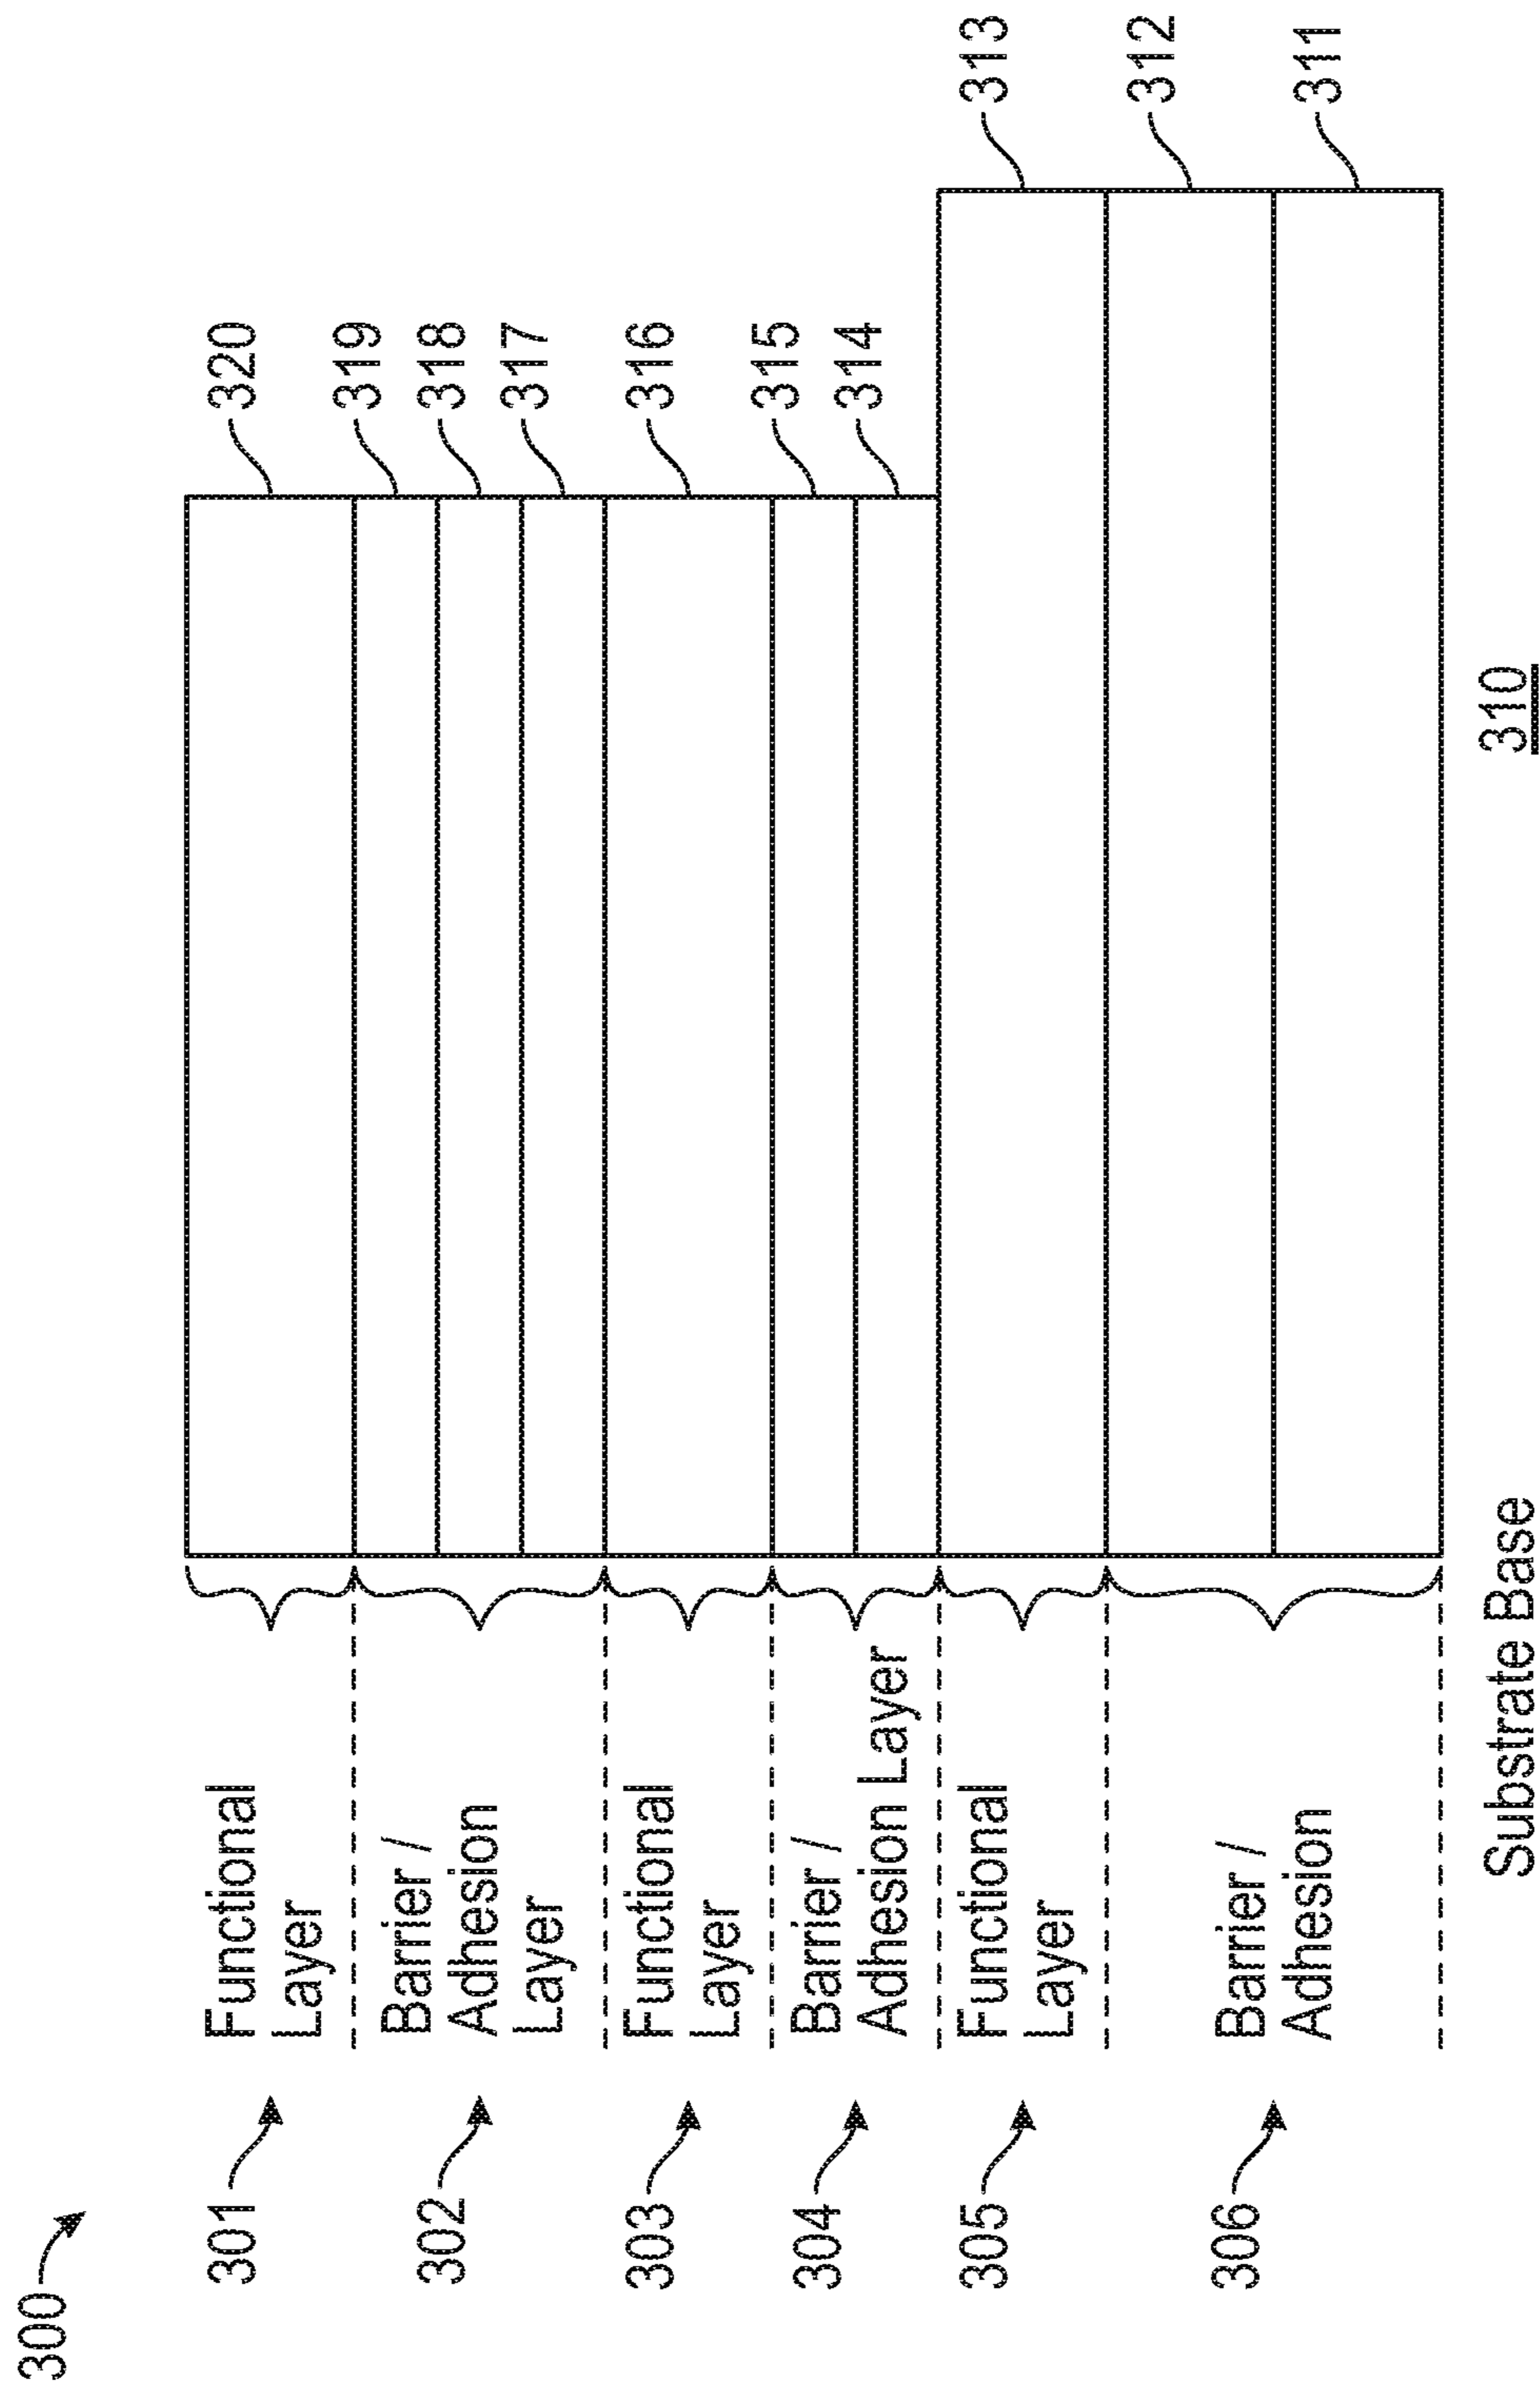 300
301
Functional
Layer
320
302
Barrier /
Adhesion
Layer
319
318
317
303
Functional
Layer
316
304
Barrier /
Adhesion Layer
315
314
305
Functional
Layer
313
306
Barrier /
Adhesion
312
311
Substrate Base
310